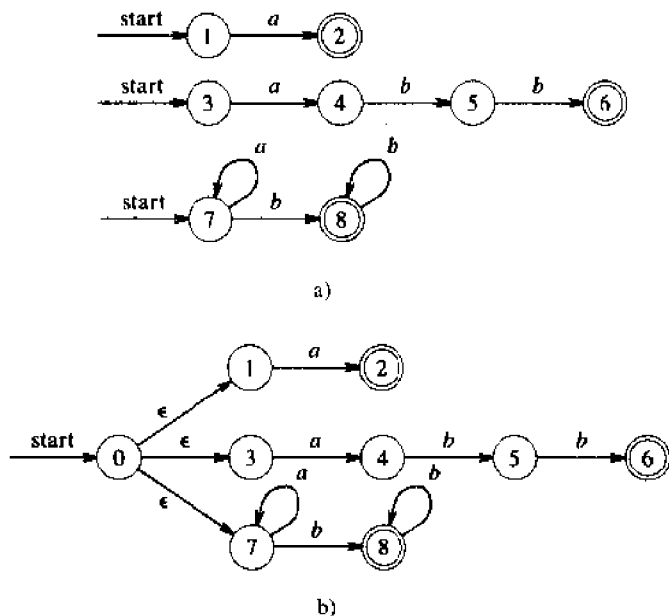 start 1 a 2
start 3 a 4 b 5 b 6
a b
start 7 b 8
a)
1 a 2
ϵ
start 0 ϵ 3 a 4 b 5 b 6
ϵ a b
7 b 8
b)